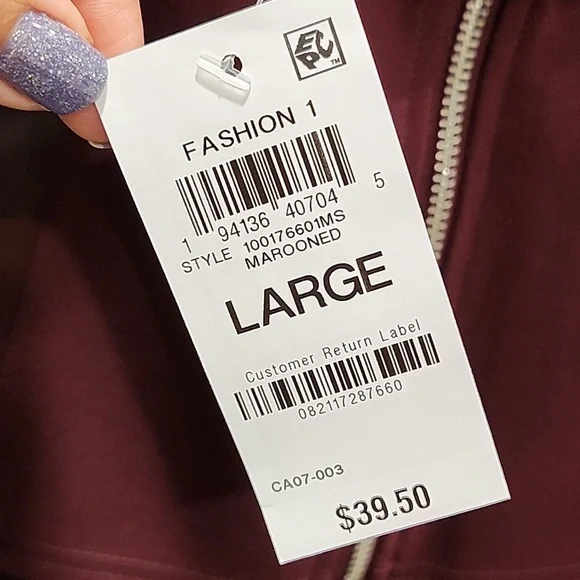 EPC
TM
FASHION 1
1 94136 40704 5
STYLE 100176601MS
MAROONED
LARGE
Customer Return Label
082117287660
CA07-003
$39.50